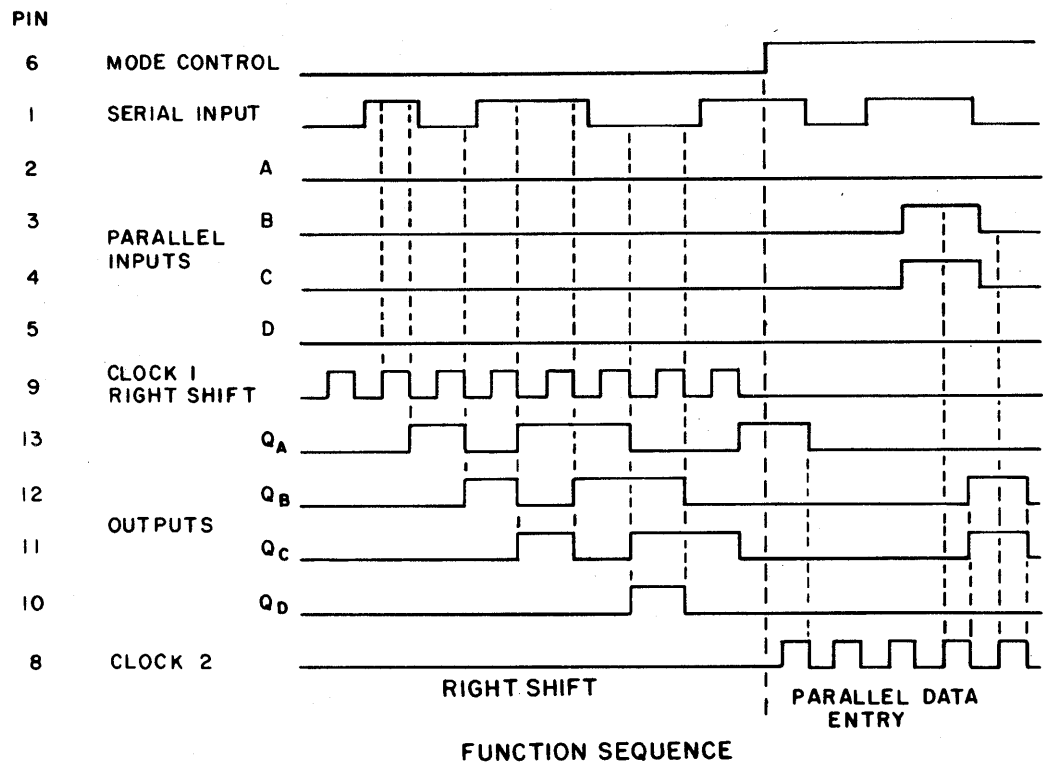 PIN
6 MODE CONTROL
1 SERIAL INPUT
2 A
3 B
PARALLEL
INPUTS
4 C
5 D
9 CLOCK 1
RIGHT SHIFT
13 QA
12 QB
OUTPUTS
11 QC
10 QD
8 CLOCK 2
RIGHT SHIFT
PARALLEL DATA
ENTRY
FUNCTION SEQUENCE